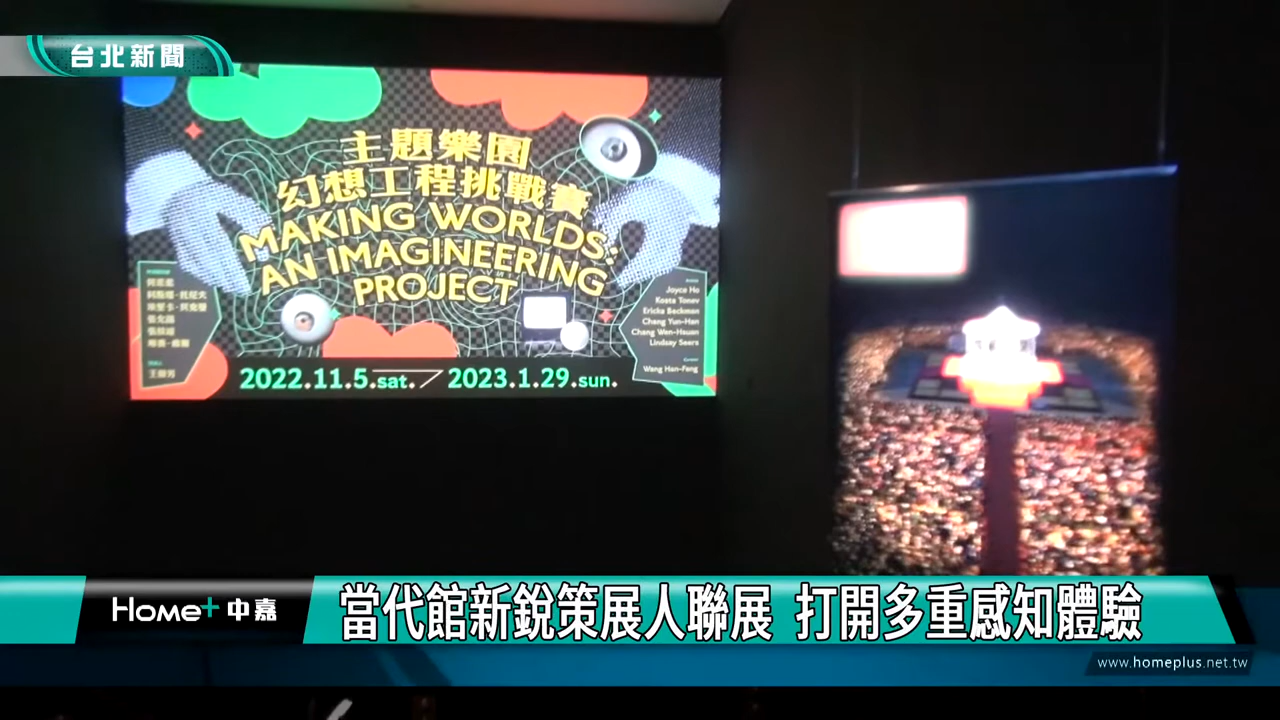 台北新聞
主題樂園
幻想工程挑戰賽
MAKING WORLDS:
AN IMAGINEERING
PROJECT
Joyce Ho
Kosta Tonev
Ericka Beckman
Chang Yun-Han
Chang Wen-Hsuan
Lindsay Seers
Wang Han-Fang
2022.11.5.sat.／2023.1.29.sun.
Home+ 中嘉
當代館新銳策展人聯展 打開多重感知體驗
www.homeplus.net.tw